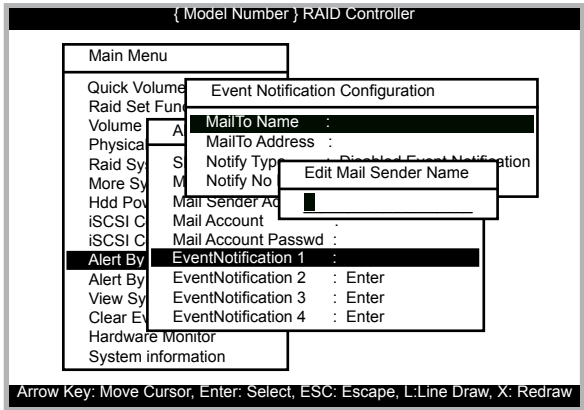 { Model Number } RAID Controller
Main Menu
Quick Volume
Raid Set Fun
Volume
Physica
Raid Sy
More Sy
Hdd Pow
iSCSI C
iSCSI C
Alert By
Alert By
View Sy
Clear Ev
Hardware Monitor
System information
A
S
M
Mail Sender Ad
Mail Account :
Mail Account Passwd :
EventNotification 1 :
EventNotification 2 : Enter
EventNotification 3 : Enter
EventNotification 4 : Enter
Event Notification Configuration
MailTo Name :
MailTo Address :
Notify Type : Disabled Event Notification
Notify No
Edit Mail Sender Name
Arrow Key: Move Cursor, Enter: Select, ESC: Escape, L:Line Draw, X: Redraw